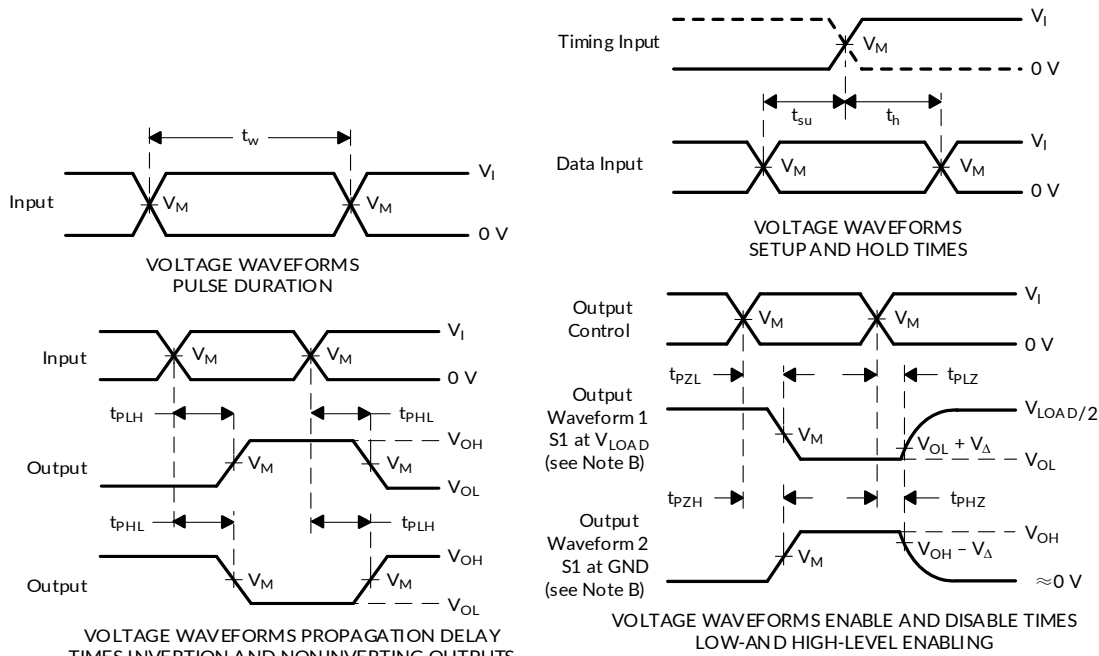 t_w
V_I
Input
V_M
V_M
0 V
VOLTAGE WAVEFORMS
PULSE DURATION
V_I
Timing Input
V_M
0 V
t_su
t_h
V_I
Data Input
V_M
V_M
0 V
VOLTAGE WAVEFORMS
SETUP AND HOLD TIMES
V_I
Input
V_M
V_M
0 V
t_PLH
t_PHL
V_OH
Output
V_M
V_M
V_OL
t_PHL
t_PLH
V_OH
Output
V_M
V_M
V_OL
VOLTAGE WAVEFORMS PROPAGATION DELAY
TIMES INVERTION AND NONINVERTING OUTPUTS
V_I
Output
Control
V_M
V_M
0 V
t_PZL
t_PLZ
Output
Waveform 1
S1 at V_LOAD
(see Note B)
V_LOAD/2
V_M
V_OL + V_Δ
V_OL
t_PZH
t_PHZ
Output
Waveform 2
S1 at GND
(see Note B)
V_OH
V_M
V_OH – V_Δ
≈0 V
VOLTAGE WAVEFORMS ENABLE AND DISABLE TIMES
LOW-AND HIGH-LEVEL ENABLING